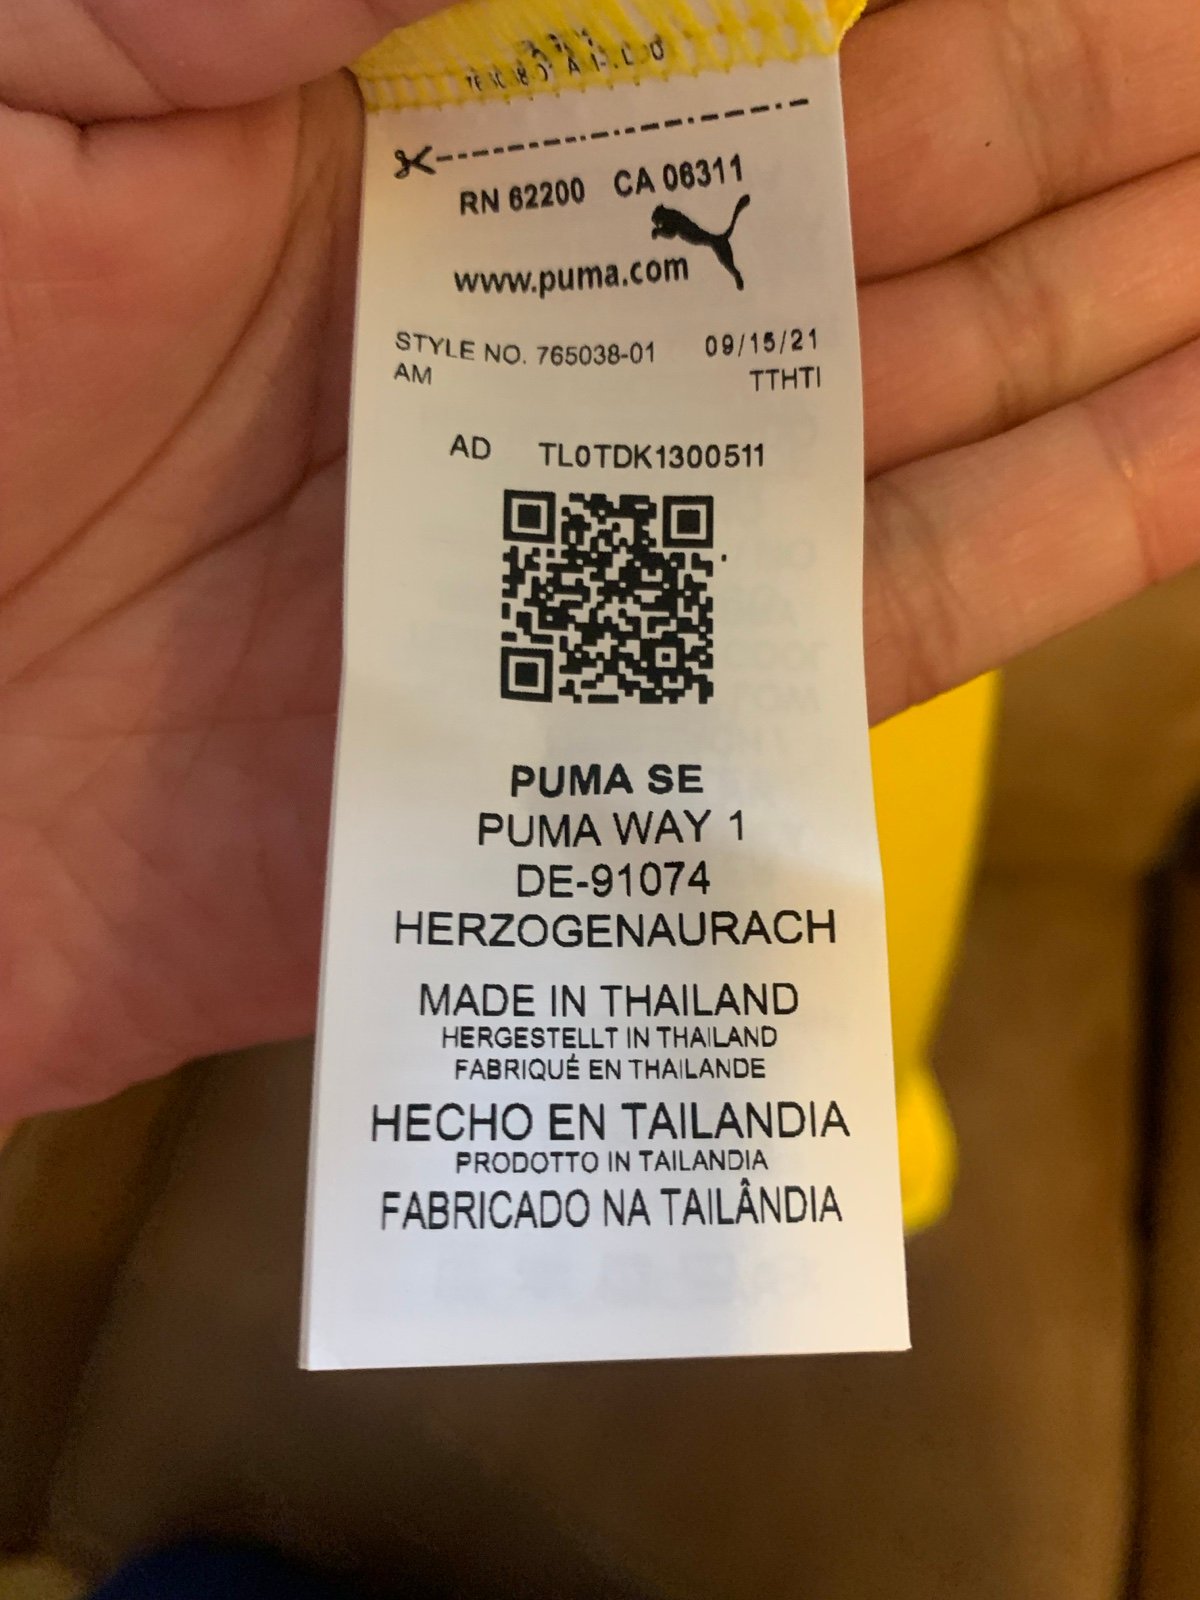 RN 62200 CA 06311
www.puma.com
STYLE NO. 765038-01 09/15/21
AM TTHTI
AD TL0TDK1300511
PUMA SE
PUMA WAY 1
DE-91074
HERZOGENAURACH
MADE IN THAILAND
HERGESTELLT IN THAILAND
FABRIQUÉ EN THAILANDE
HECHO EN TAILANDIA
PRODOTTO IN TAILANDIA
FABRICADO NA TAILÂNDIA